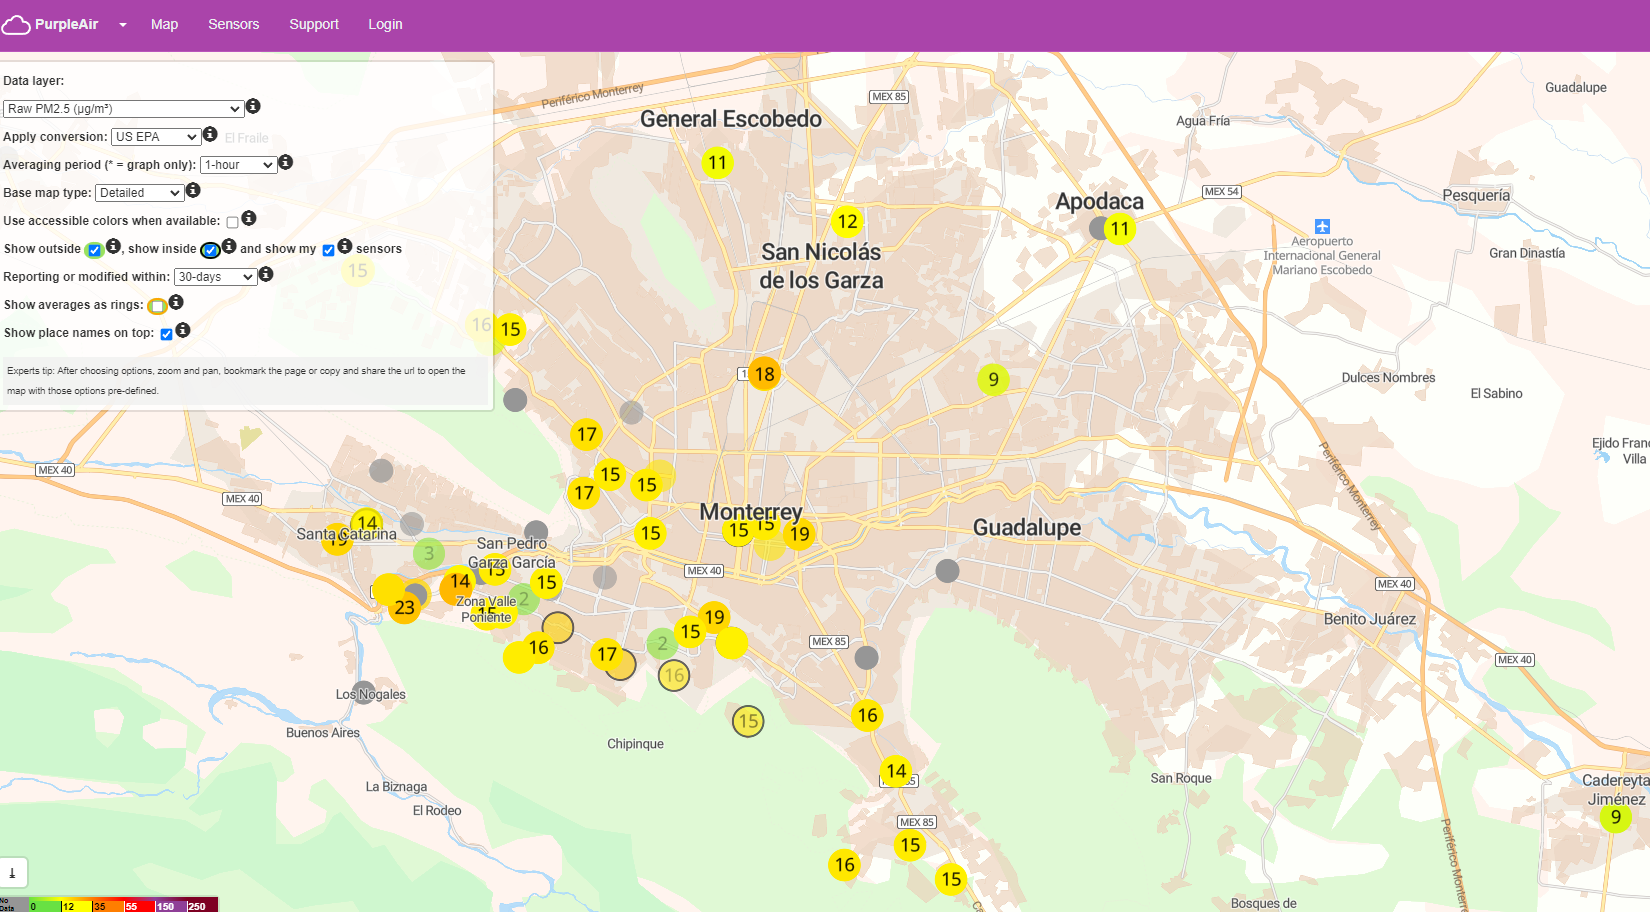 PurpleAir
Map
Sensors
Support
Login
Data layer:
Raw PM2.5 (µg/m³)
Apply conversion: US EPA
El Fraile
Averaging period (* = graph only): 1-hour
Base map type: Detailed
Use accessible colors when available:
Show outside , show inside and show my sensors
15
Reporting or modified within: 30-days
Show averages as rings:
Show place names on top:
Experts tip: After choosing options, zoom and pan, bookmark the page or copy and share the url to open the
map with those options pre-defined.
Periférico Monterrey
MEX 85
Guadalupe
General Escobedo
Agua Fría
11
MEX 54
Pesquería
Apodaca
12
11
San Nicolás
de los Garza
Aeropuerto
Internacional General
Mariano Escobedo
Gran Dinastía
16
15
18
9
Dulces Nombres
El Sabino
17
Ejido Fran
Villa
Periférico Monterrey
MEX 40
15
15
17
MEX 40
Monterrey
14
Santa Catarina
19
15
15
15
19
Guadalupe
San Pedro
Garza García
3
15
MEX 40
14
15
MEX 40
23
Zona Valle
Poniente
2
15
19
15
Benito Juárez
MEX 85
2
16
17
MEX 40
16
Los Nogales
15
16
Buenos Aires
Chipinque
14
San Roque
La Biznaga
El Rodeo
Cadereyta
Jiménez
9
MEX 85
15
16
15
Periférico Monterr
Bosques de
No
Data
0
12
35
55
150
250